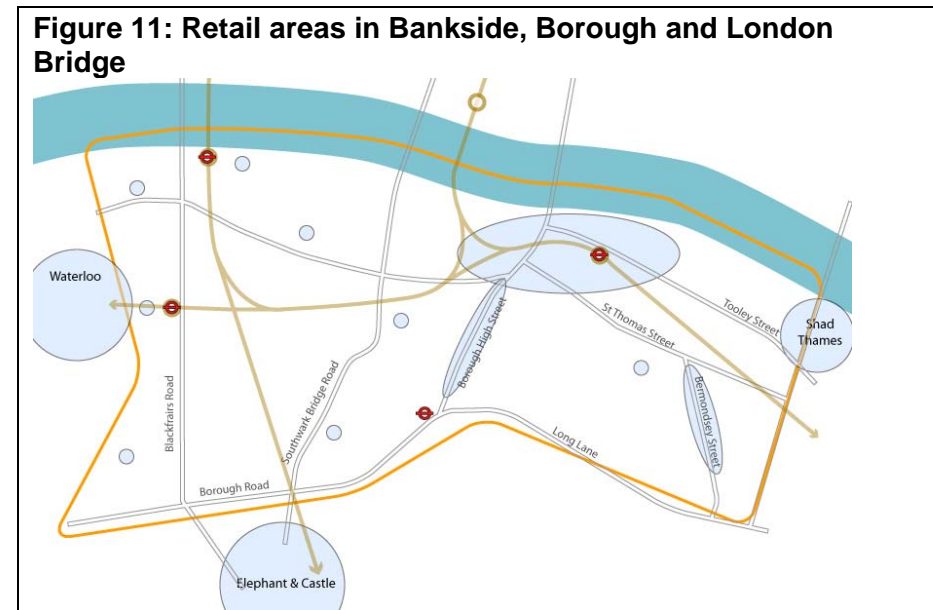 Figure 11: Retail areas in Bankside, Borough and London
Bridge
Waterloo
Blackfrairs Road
Southwark Bridge Road
Borough High Street
St Thomas Street
Tooley Street
Shad
Thames
Bermondsey Street
Long Lane
Borough Road
Elephant & Castle